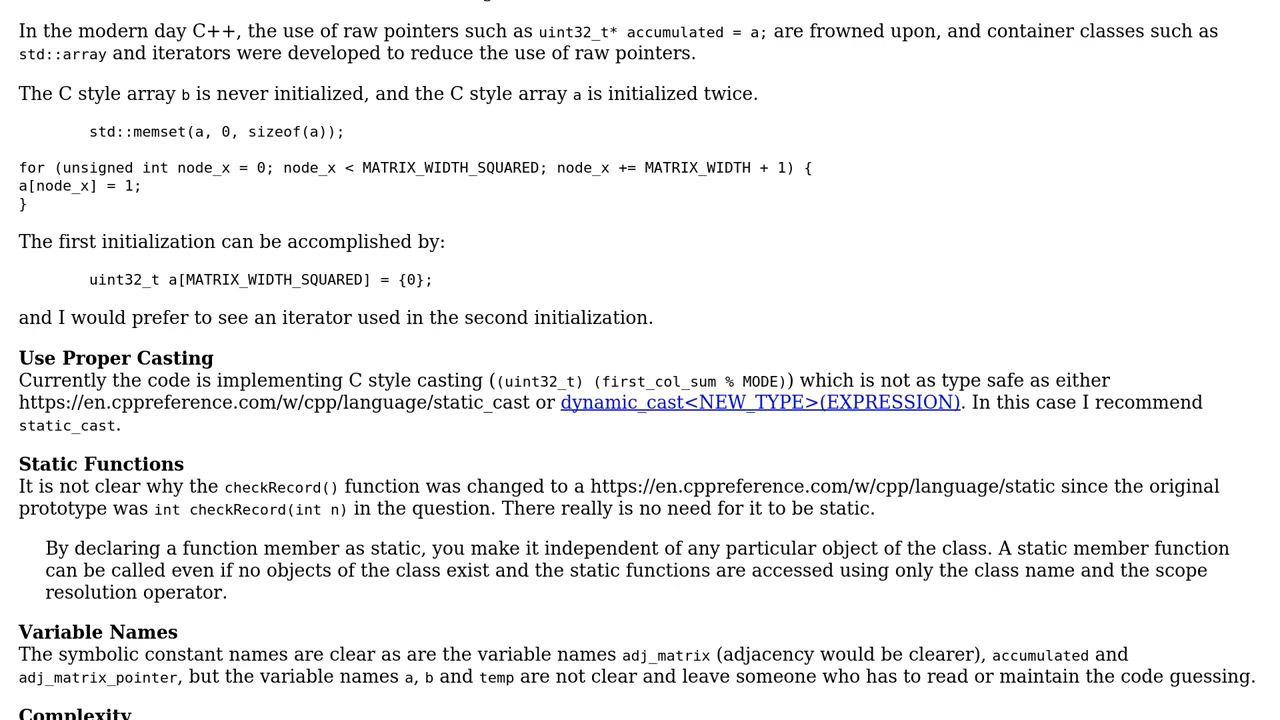 In the modern day C++, the use of raw pointers such as uint32_t* accumulated = a; are frowned upon, and container classes such as
std::array and iterators were developed to reduce the use of raw pointers.
The C style array b is never initialized, and the C style array a is initialized twice.
std::memset(a, 0, sizeof(a));
for (unsigned int node_x = 0; node_x < MATRIX_WIDTH_SQUARED; node_x += MATRIX_WIDTH + 1) {
a[node_x] = 1;
}
The first initialization can be accomplished by:
uint32_t a[MATRIX_WIDTH_SQUARED] = {0};
and I would prefer to see an iterator used in the second initialization.
Use Proper Casting
Currently the code is implementing C style casting ((uint32_t) (first_col_sum % MODE)) which is not as type safe as either
https://en.cppreference.com/w/cpp/language/static_cast or dynamic_cast<NEW_TYPE>(EXPRESSION). In this case I recommend
static_cast.
Static Functions
It is not clear why the checkRecord() function was changed to a https://en.cppreference.com/w/cpp/language/static since the original
prototype was int checkRecord(int n) in the question. There really is no need for it to be static.
By declaring a function member as static, you make it independent of any particular object of the class. A static member function
can be called even if no objects of the class exist and the static functions are accessed using only the class name and the scope
resolution operator.
Variable Names
The symbolic constant names are clear as are the variable names adj_matrix (adjacency would be clearer), accumulated and
adj_matrix_pointer, but the variable names a, b and temp are not clear and leave someone who has to read or maintain the code guessing.
Complexity